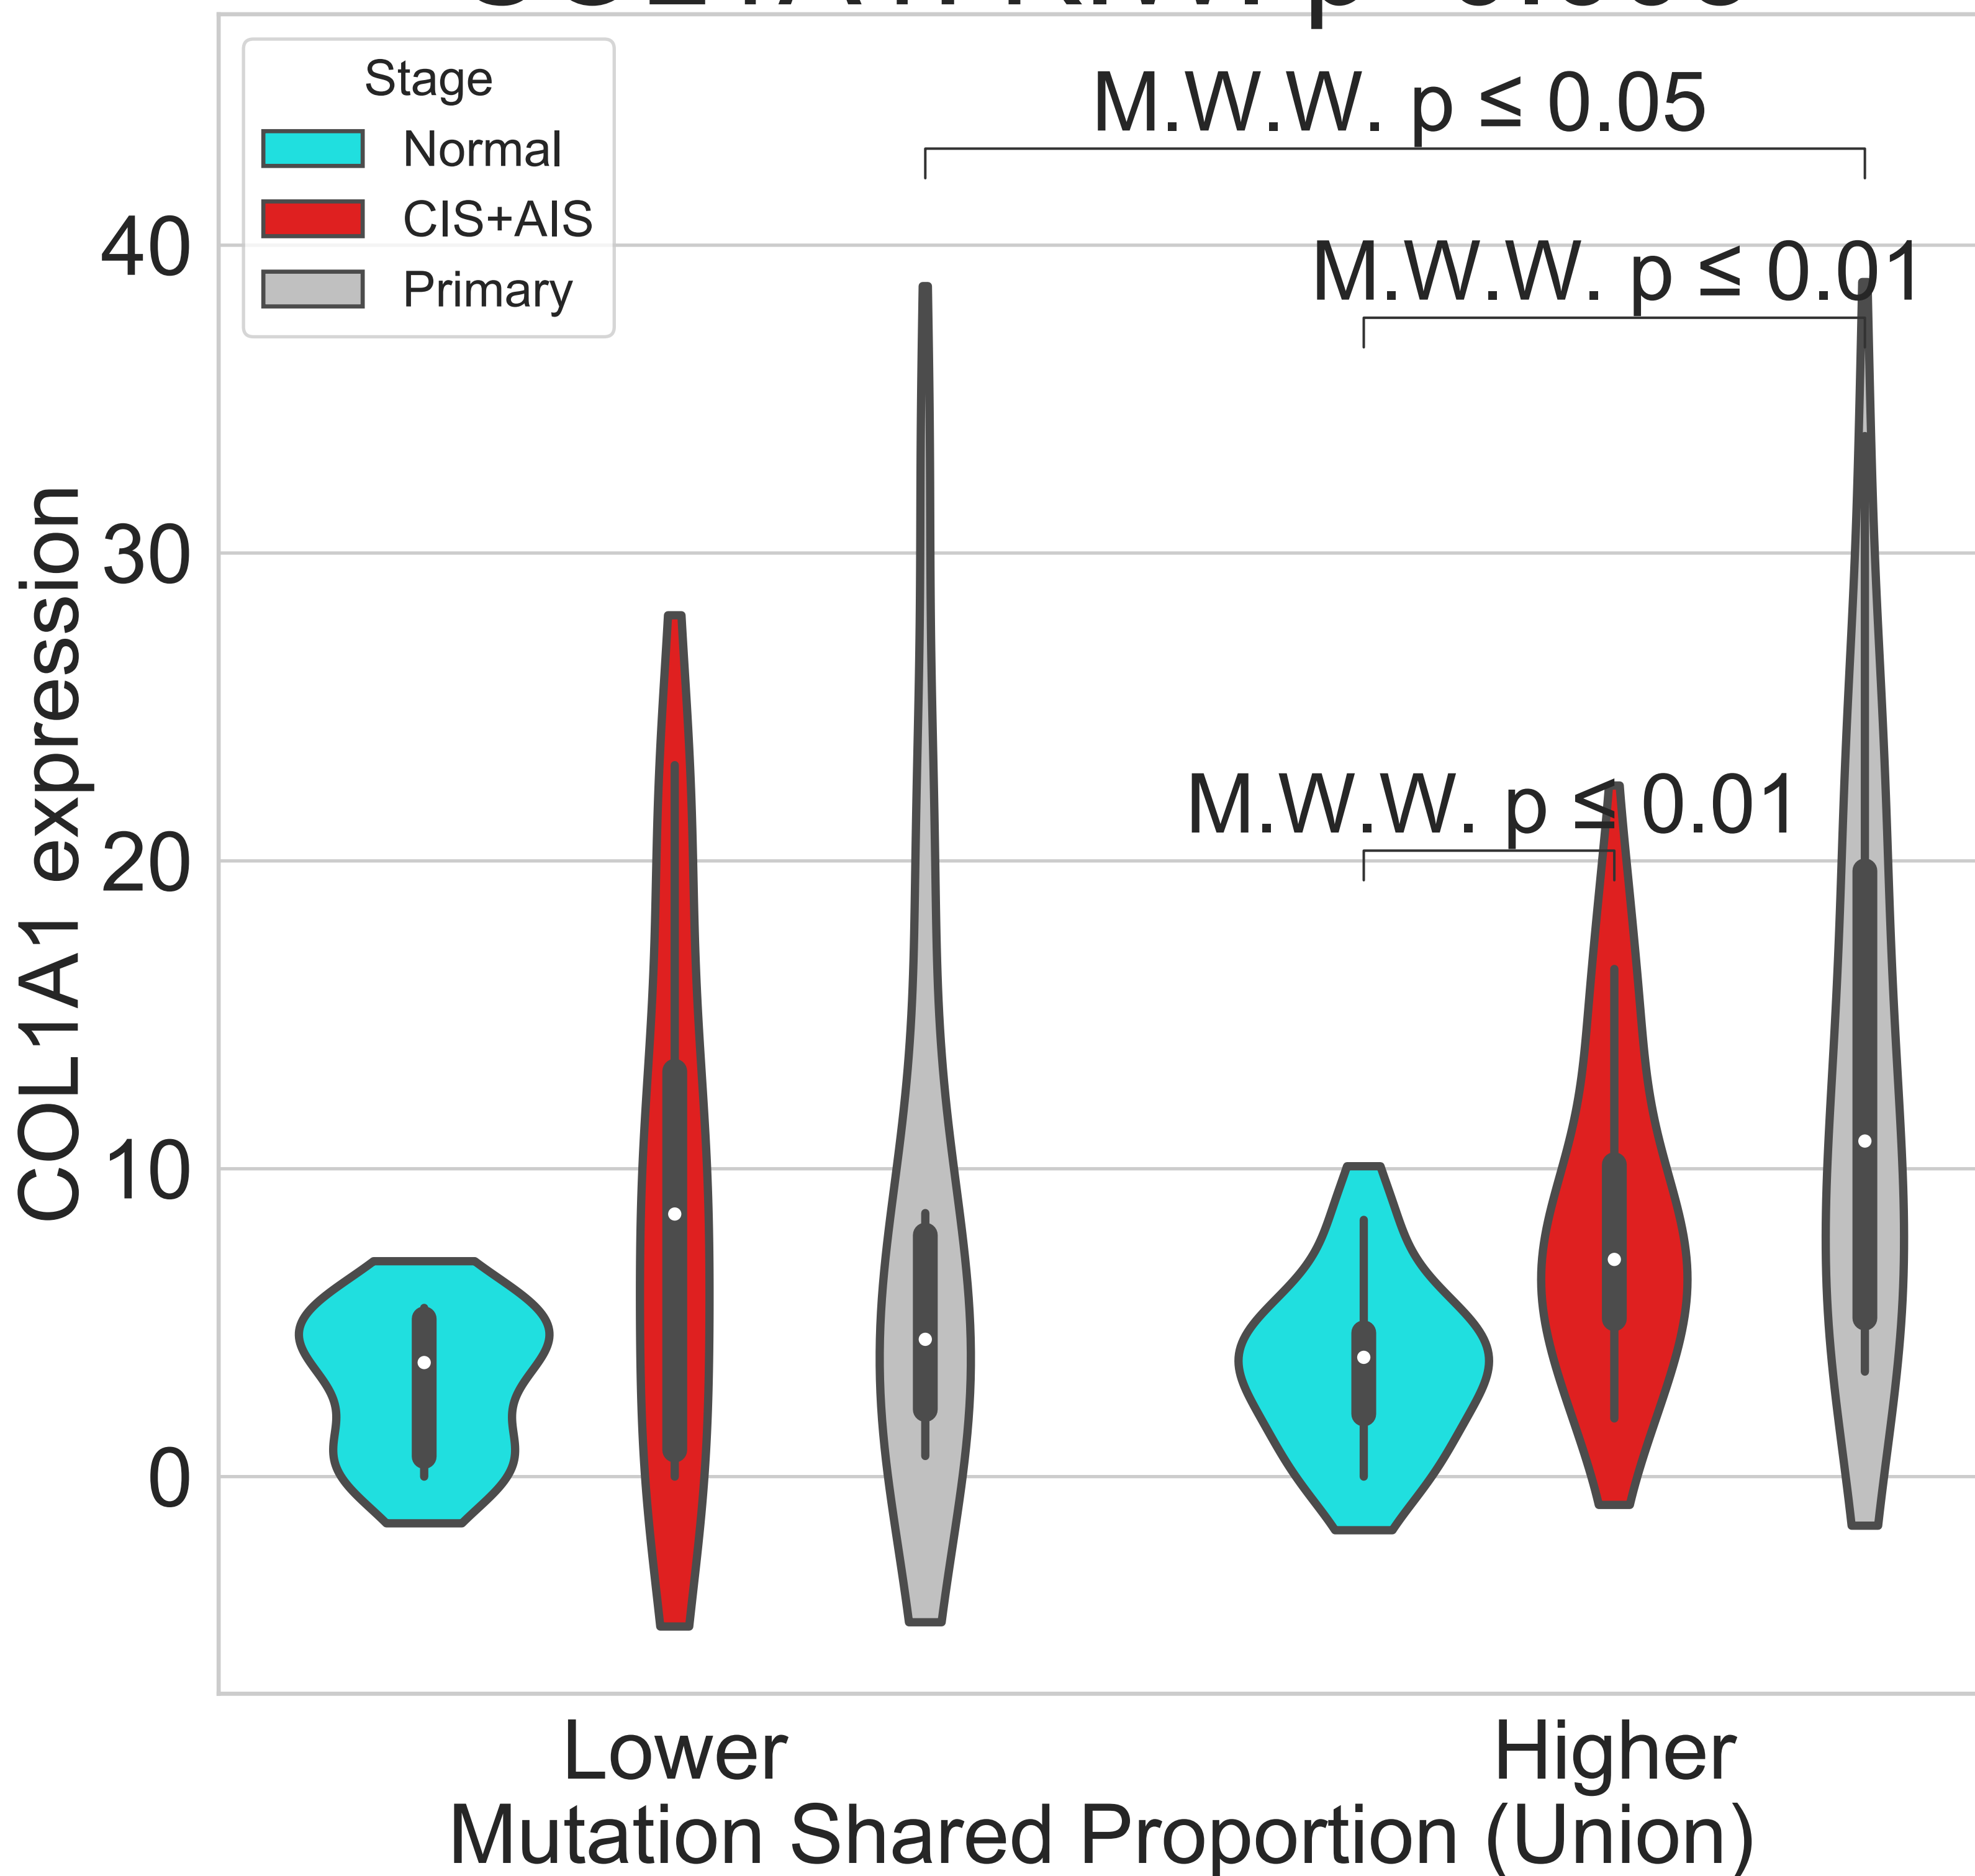 Stage
Normal
CIS+AIS
Primary
M.W.W. p ≤ 0.05
M.W.W. p ≤ 0.01
M.W.W. p ≤ 0.01
40
30
20
10
0
COL1A1 expression
Lower
Higher
Mutation Shared Proportion (Union)